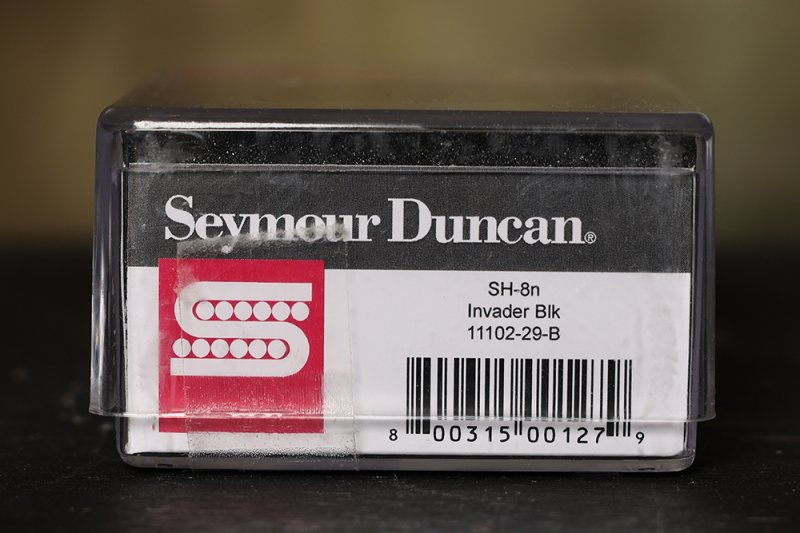 Seymour Duncan®
SH-8n
Invader Blk
11102-29-B
8 00315 00127 9